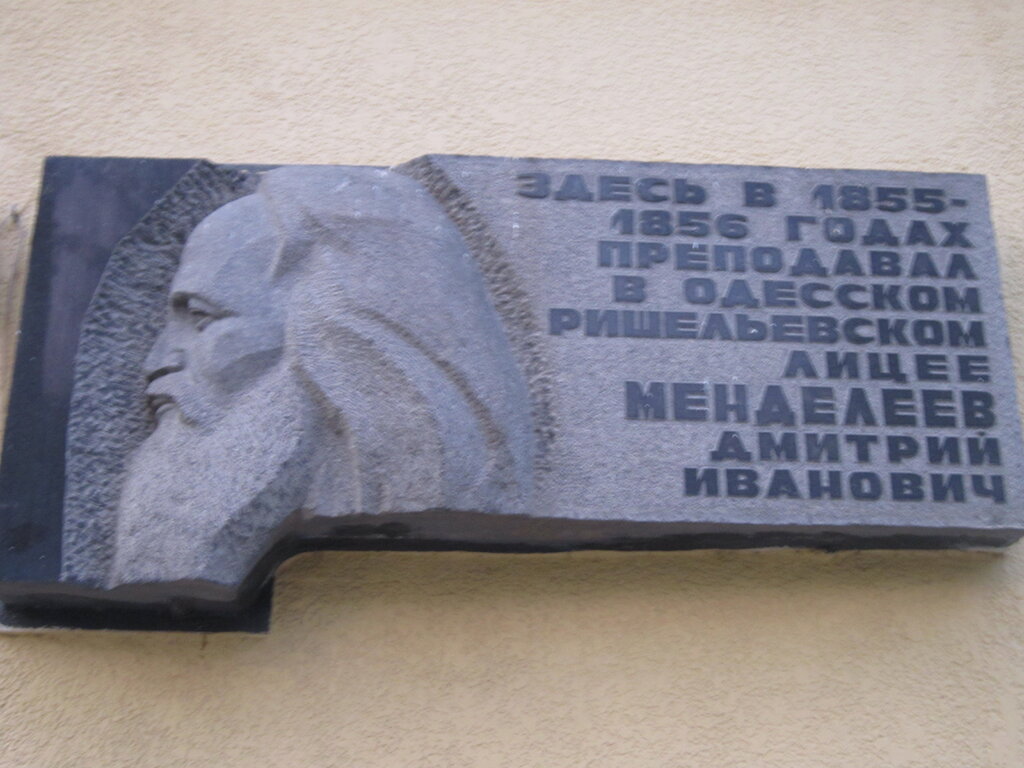 ЗДЕСЬ В 1855-
1856 ГОДАХ
ПРЕПОДАВАЛ
В ОДЕССКОМ
РИШЕЛЬЕВСКОМ
ЛИЦЕЕ
МЕНДЕЛЕЕВ
ДМИТРИЙ
ИВАНОВИЧ